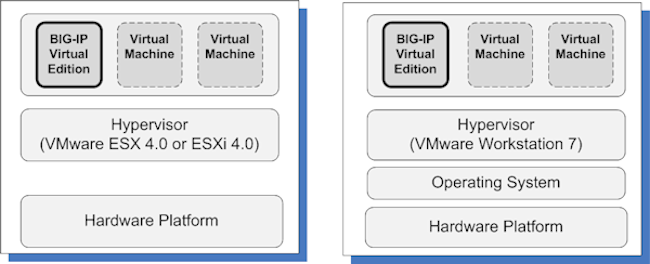 BIG-IP
Virtual
Edition
Virtual
Machine
Virtual
Machine
Hypervisor
(VMware ESX 4.0 or ESXi 4.0)
Hardware Platform
BIG-IP
Virtual
Edition
Virtual
Machine
Virtual
Machine
Hypervisor
(VMware Workstation 7)
Operating System
Hardware Platform